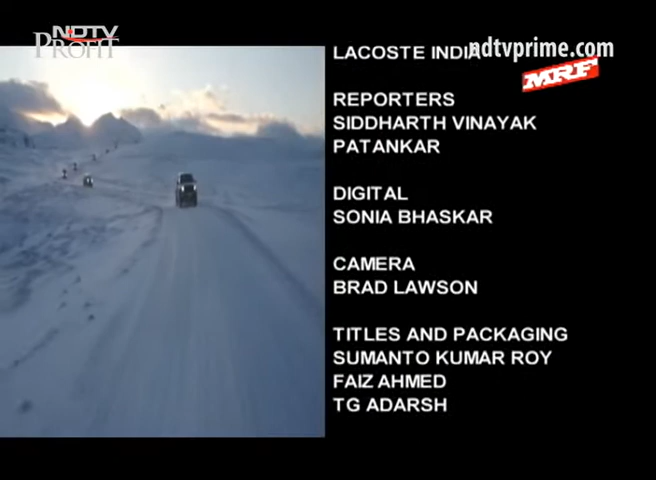 NDTV
PROFIT
ndtvprime.com
MRF
LACOSTE INDIA
REPORTERS
SIDDHARTH VINAYAK
PATANKAR
DIGITAL
SONIA BHASKAR
CAMERA
BRAD LAWSON
TITLES AND PACKAGING
SUMANTO KUMAR ROY
FAIZ AHMED
TG ADARSH